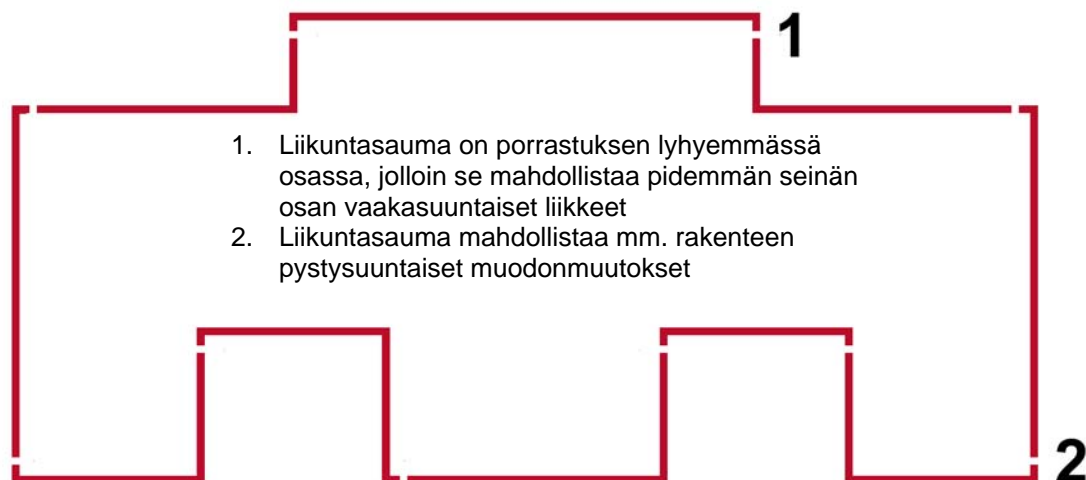 1
1. Liikuntasauma on porrastuksen lyhyemmässä
osassa, jolloin se mahdollistaa pidemmän seinän
osan vaakasuuntaiset liikkeet
2. Liikuntasauma mahdollistaa mm. rakenteen
pystysuuntaiset muodonmuutokset
2